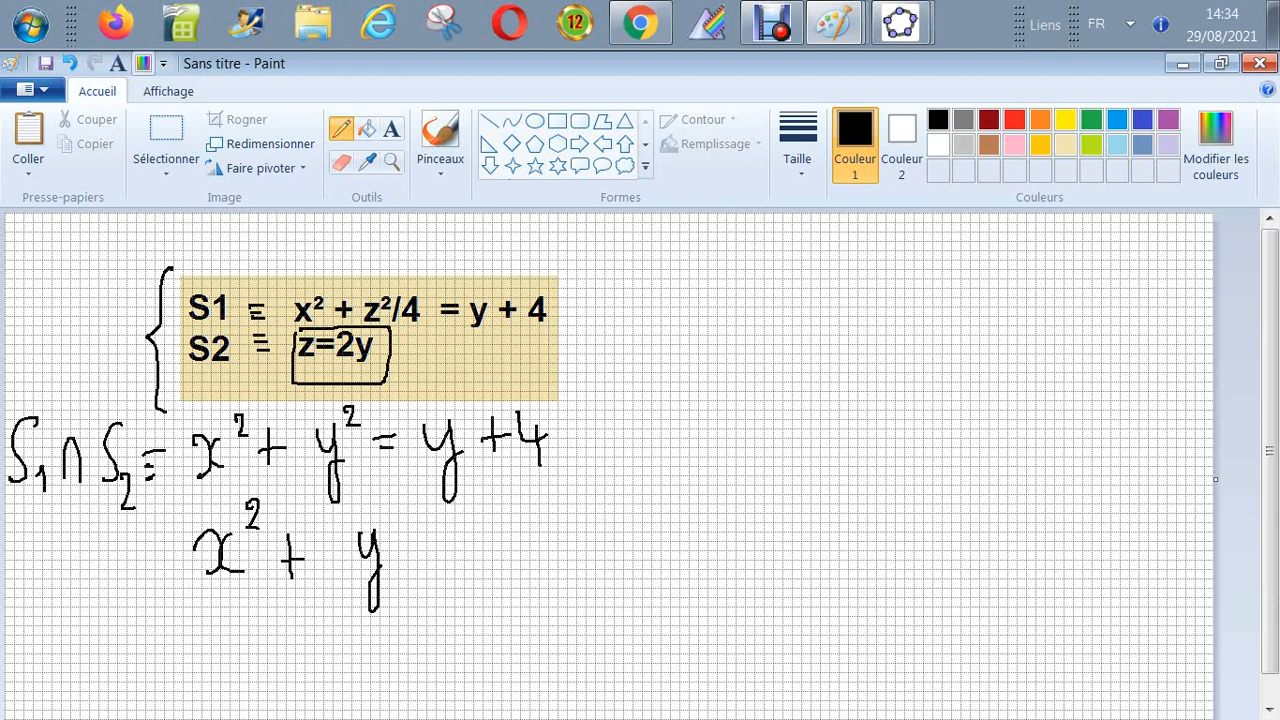 14:34
Liens FR
29/08/2021
12
Sans titre - Paint
Accueil Affichage
Coller
Couper
Copier
Presse-papiers
Sélectionner
Rogner
Redimensionner
Faire pivoter
Image
A
Outils
Pinceaux
Contour
Remplissage
Formes
Taille
Couleur 1
Couleur 2
Modifier les couleurs
Couleurs
S1 ≡ x² + z²/4 = y + 4
S2 ≡ z=2y
S₁ ∩ S₂ ≡ x² + y² = y + 4
x² + y